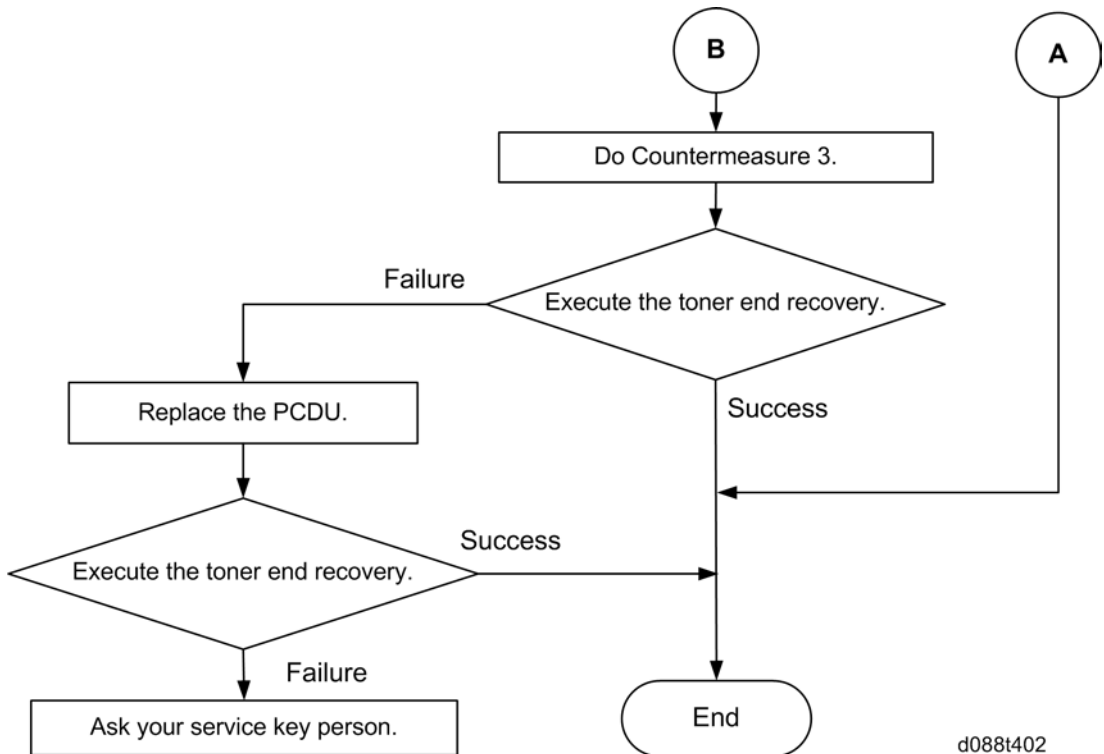 B
A
Do Countermeasure 3.
Failure
Execute the toner end recovery.
Replace the PCDU.
Success
Success
Execute the toner end recovery.
Failure
Ask your service key person.
End
d088t402